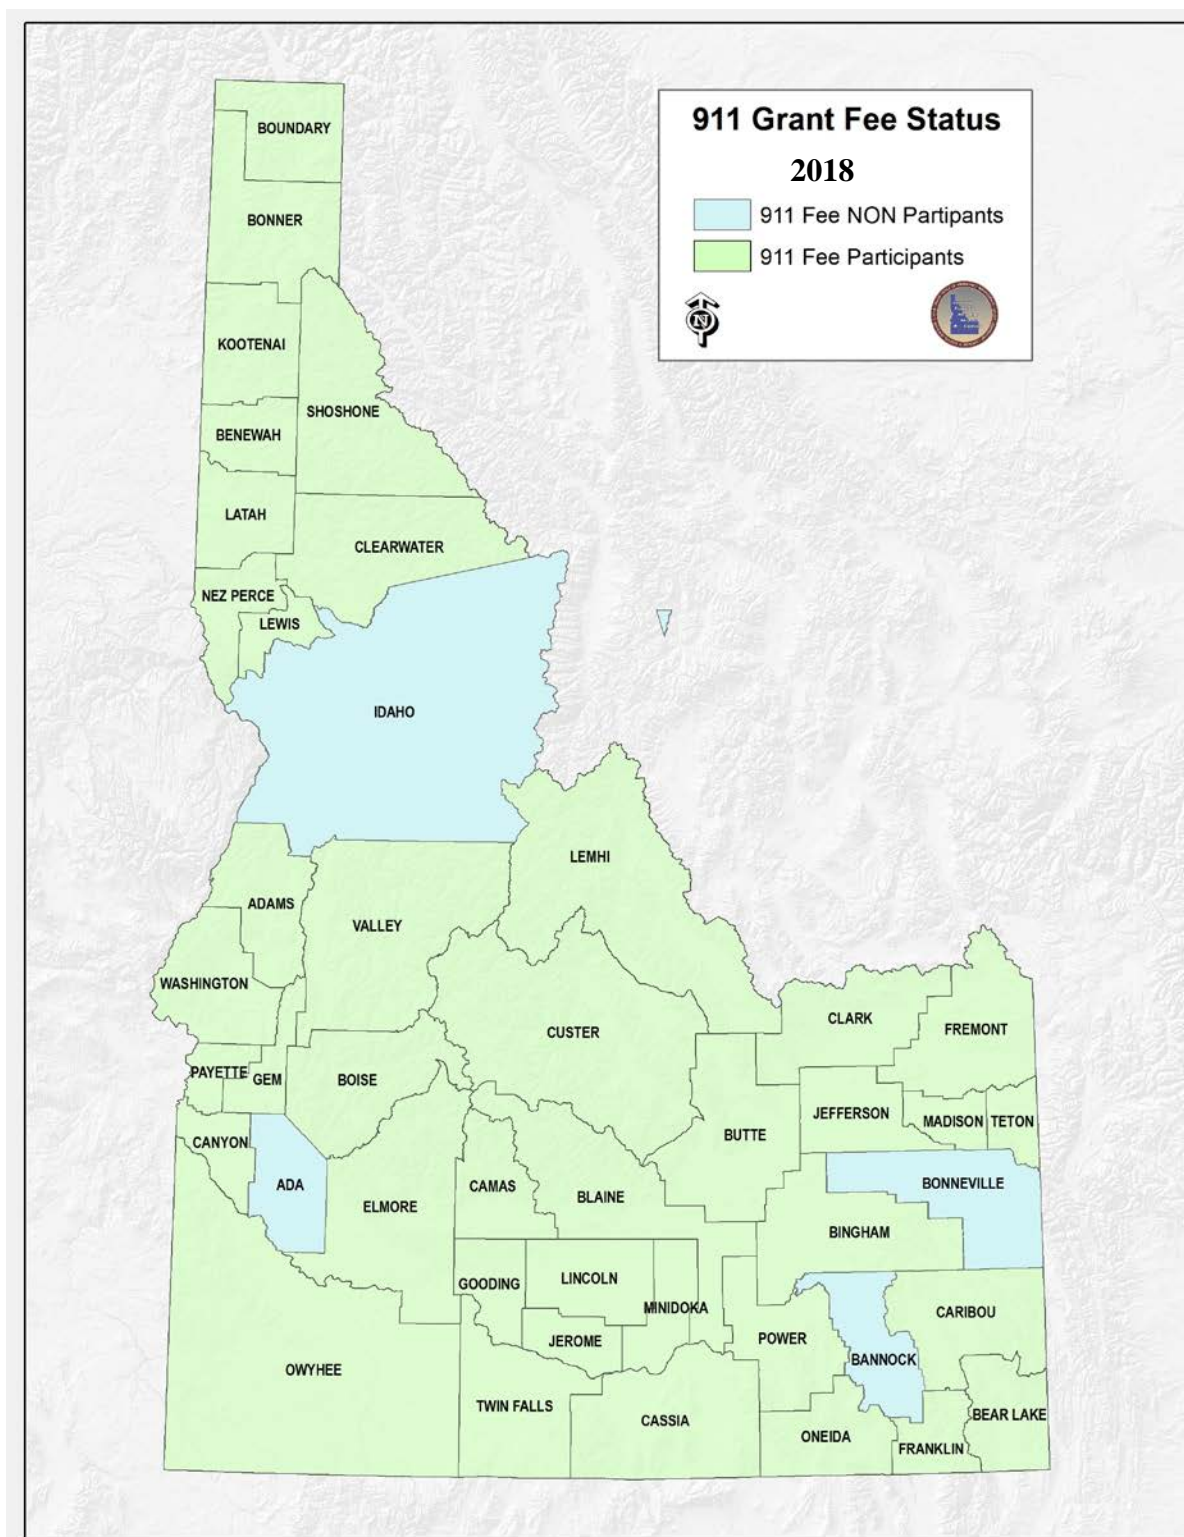 911 Grant Fee Status
2018
911 Fee NON Partipants
911 Fee Participants
N
BOUNDARY
BONNER
KOOTENAI
SHOSHONE
BENEWAH
LATAH
CLEARWATER
NEZ PERCE
LEWIS
IDAHO
LEMHI
ADAMS
VALLEY
WASHINGTON
CUSTER
CLARK
FREMONT
PAYETTE
GEM
BOISE
JEFFERSON
MADISON
TETON
BUTTE
CANYON
ADA
CAMAS
BLAINE
BONNEVILLE
ELMORE
BINGHAM
GOODING
LINCOLN
MINIDOKA
CARIBOU
JEROME
POWER
BANNOCK
OWYHEE
TWIN FALLS
CASSIA
BEAR LAKE
ONEIDA
FRANKLIN